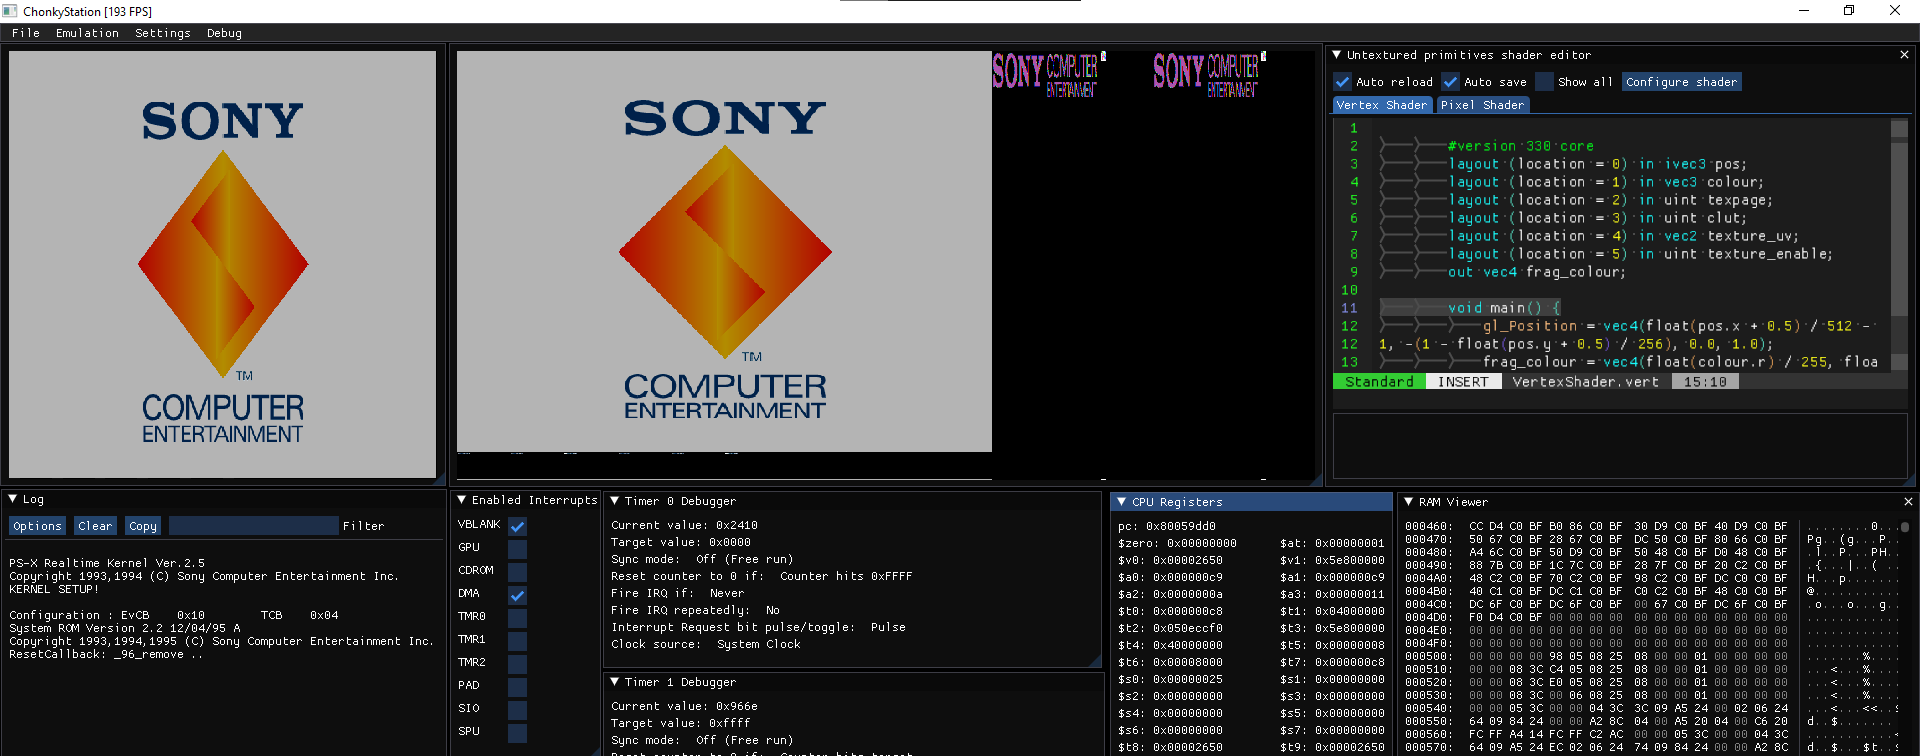 ChonkyStation [193 FPS]
File Emulation Settings Debug
SONY
TM
COMPUTER
ENTERTAINMENT
SONY
TM
COMPUTER
ENTERTAINMENT
SONY COMPUTER
ENTERTAINMENT
SONY COMPUTER
ENTERTAINMENT
Untextured primitives shader editor
Auto reload Auto save Show all Configure shader
Vertex Shader Pixel Shader
1
2 #version 330 core
3 layout (location = 0) in ivec3 pos;
4 layout (location = 1) in vec3 colour;
5 layout (location = 2) in uint texpage;
6 layout (location = 3) in uint clut;
7 layout (location = 4) in vec2 texture_uv;
8 layout (location = 5) in uint texture_enable;
9 out vec4 frag_colour;
10
11 void main() {
12 gl_Position = vec4(float(pos.x + 0.5) / 512 -
12 1, -(1 - float(pos.y + 0.5) / 256), 0.0, 1.0);
13 frag_colour = vec4(float(colour.r) / 255, floa
Standard INSERT VertexShader.vert 15:10
Log
Options Clear Copy Filter
PS-X Realtime Kernel Ver.2.5
Copyright 1993,1994 (C) Sony Computer Entertainment Inc.
KERNEL SETUP!
Configuration : EvCB 0x10 TCB 0x04
System ROM Version 2.2 12/04/95 A
Copyright 1993,1994,1995 (C) Sony Computer Entertainment Inc.
ResetCallback: _96_remove ..
Enabled Interrupts
VBLANK
GPU
CDROM
DMA
TMR0
TMR1
TMR2
PAD
SIO
SPU
Timer 0 Debugger
Current value: 0x2410
Target value: 0x0000
Sync mode: Off (Free run)
Reset counter to 0 if: Counter hits 0xFFFF
Fire IRQ if: Never
Fire IRQ repeatedly: No
Interrupt Request bit pulse/toggle: Pulse
Clock source: System Clock
Timer 1 Debugger
Current value: 0x966e
Target value: 0xffff
Sync mode: Off (Free run)
CPU Registers
pc: 0x80059dd0
$zero: 0x00000000 $at: 0x00000001
$v0: 0x00002650 $v1: 0x5e800000
$a0: 0x000000c9 $a1: 0x000000c9
$a2: 0x0000000a $a3: 0x00000011
$t0: 0x000000c8 $t1: 0x04000000
$t2: 0x050eccf0 $t3: 0x5e800000
$t4: 0x40000000 $t5: 0x00000008
$t6: 0x00008000 $t7: 0x000000c8
$s0: 0x00000025 $s1: 0x00000000
$s2: 0x00000000 $s3: 0x00000000
$s4: 0x00000000 $s5: 0x00000000
$s6: 0x00000000 $s7: 0x00000000
$t8: 0x00002650 $t9: 0x00002650
RAM Viewer
000460: CC D4 C0 BF B0 86 C0 BF 30 D9 C0 BF 40 D9 C0 BF
000470: 50 67 C0 BF 28 67 C0 BF DC 50 C0 BF 80 66 C0 BF
000480: A4 6C C0 BF 50 D9 C0 BF 50 48 C0 BF D0 48 C0 BF
000490: 88 7B C0 BF 1C 7C C0 BF 28 7F C0 BF 20 C2 C0 BF
0004A0: 48 C2 C0 BF 70 C2 C0 BF 98 C2 C0 BF DC C0 C0 BF
0004B0: 40 C1 C0 BF DC C1 C0 BF C0 C2 C0 BF 48 C0 C0 BF
0004C0: DC 6F C0 BF DC 6F C0 BF 00 67 C0 BF DC 6F C0 BF
0004D0: F0 D4 C0 BF 00 00 00 00 00 00 00 00 00 00 00 00
0004E0: 00 00 00 00 00 00 00 00 00 00 00 00 00 00 00 00
0004F0: 00 00 00 00 00 00 00 00 00 00 00 00 00 00 00 00
000500: 00 00 00 00 98 05 08 25 08 00 00 01 00 00 00 00
000510: 00 00 08 3C C4 05 08 25 08 00 00 01 00 00 00 00
000520: 00 00 08 3C E0 05 08 25 08 00 00 01 00 00 00 00
000530: 00 00 08 3C 00 06 08 25 08 00 00 01 00 00 00 00
000540: 00 00 05 3C 00 00 04 3C 3C 09 A5 24 00 02 06 24
000550: 64 09 84 24 00 00 A2 8C 04 00 A5 20 04 00 C6 20
000560: FC FF A4 14 FC FF C2 AC 00 00 05 3C 00 00 04 3C
000570: 64 09 A5 24 EC 02 06 24 74 09 84 24 00 00 A2 8C